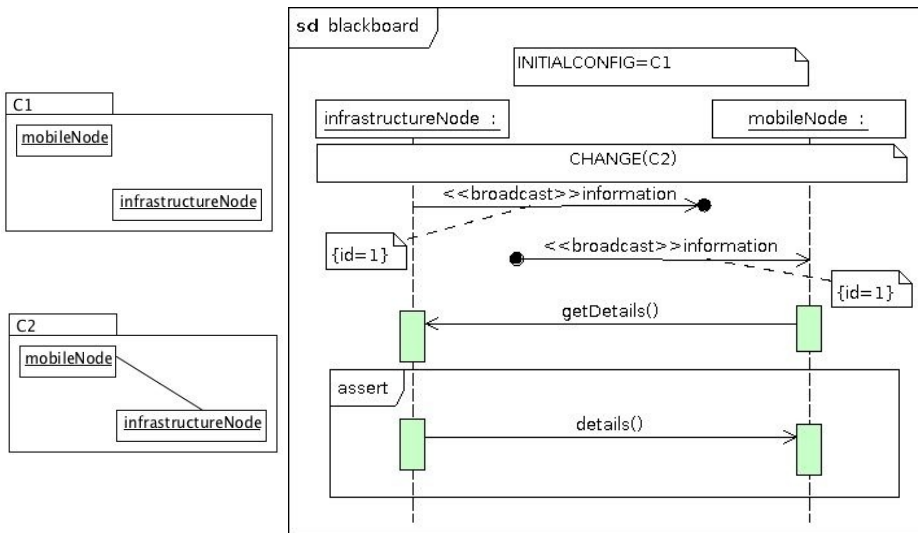 C1
mobileNode
infrastructureNode
C2
mobileNode
infrastructureNode
sd blackboard
INITIALCONFIG=C1
infrastructureNode :
mobileNode :
CHANGE(C2)
<<broadcast>>information
{id=1}
<<broadcast>>information
{id=1}
getDetails()
assert
details()